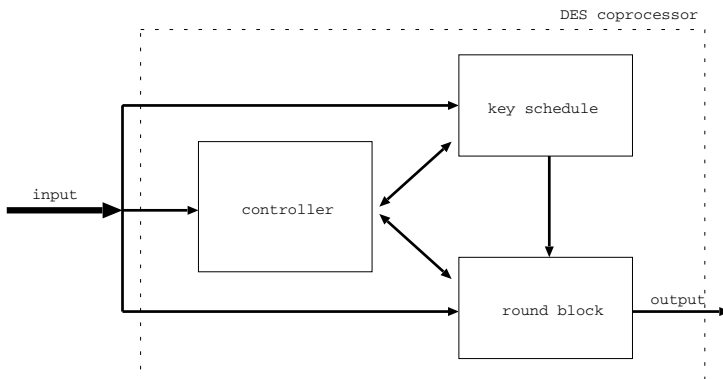 DES coprocessor
key schedule
input
controller
round block
output